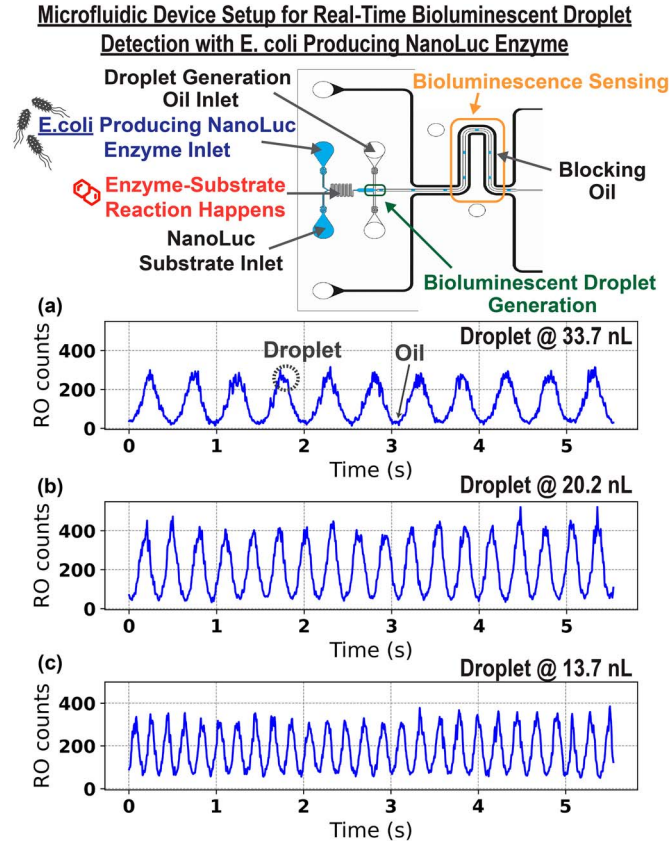 Microfluidic Device Setup for Real-Time Bioluminescent Droplet
Detection with E. coli Producing NanoLuc Enzyme
Droplet Generation
Oil Inlet
Bioluminescence Sensing
E.coli Producing NanoLuc
Enzyme Inlet
Blocking
Oil
Enzyme-Substrate
Reaction Happens
NanoLuc
Substrate Inlet
Bioluminescent Droplet
Generation
(a)
Droplet @ 33.7 nL
Droplet
Oil
RO counts
400
200
0
0 1 2 3 4 5
Time (s)
(b)
Droplet @ 20.2 nL
RO counts
400
200
0
0 1 2 3 4 5
Time (s)
(c)
Droplet @ 13.7 nL
RO counts
400
200
0
0 1 2 3 4 5
Time (s)